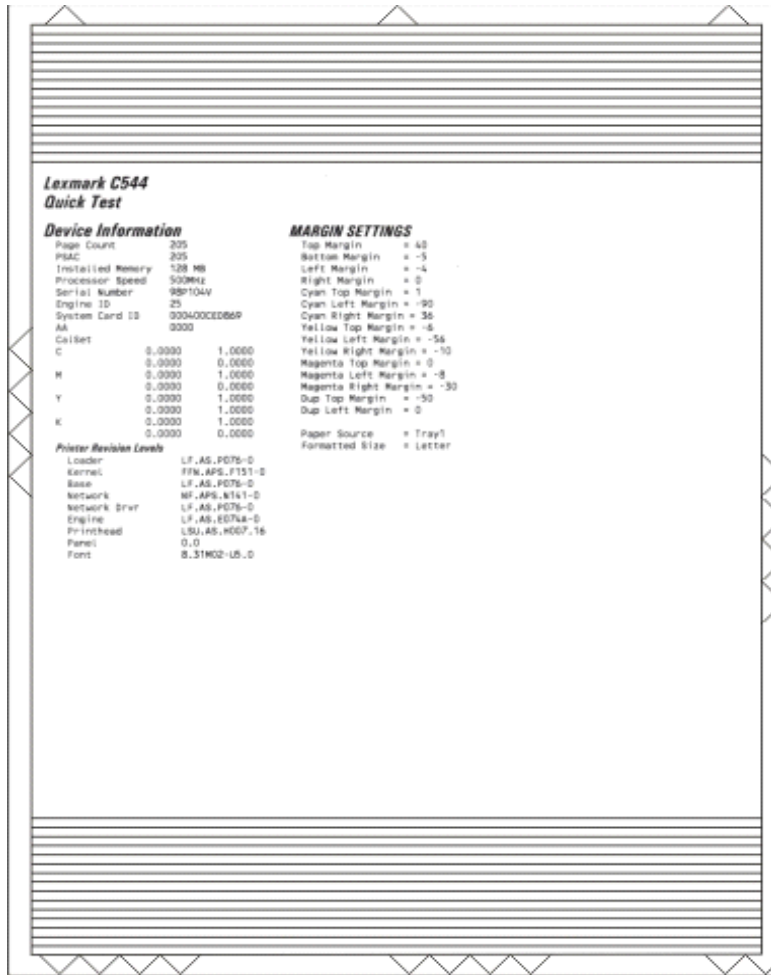 Lexmark C544
Quick Test
Device Information
Page Count 205
PSAC 205
Installed Memory 128 MB
Processor Speed 500MHz
Serial Number 98P104V
Engine ID 25
System Card ID 000400CED869
AA 0000
CalSet
C 0.0000 1.0000
0.0000 0.0000
M 0.0000 1.0000
0.0000 0.0000
Y 0.0000 1.0000
0.0000 1.0000
K 0.0000 1.0000
0.0000 0.0000
Printer Revision Levels
Loader LF.AS.P076-0
Kernel FFN.APS.F151-0
Base LF.AS.P076-0
Network NF.APS.N141-0
Network Drvr LF.AS.P076-0
Engine LF.AS.E074A-0
Printhead LSU.AS.H007.16
Panel 0.0
Font
MARGIN SETTINGS
Top Margin = 40
Bottom Margin = -5
Left Margin = -4
Right Margin = 0
Cyan Top Margin = 1
Cyan Left Margin = -90
Cyan Right Margin = 36
Yellow Top Margin = -6
Yellow Left Margin = -56
Yellow Right Margin = -10
Magenta Top Margin = 0
Magenta Left Margin = -8
Magenta Right Margin = -30
Dup Top Margin = -50
Dup Left Margin = 0
Paper Source = Tray1
Formatted Size = Letter